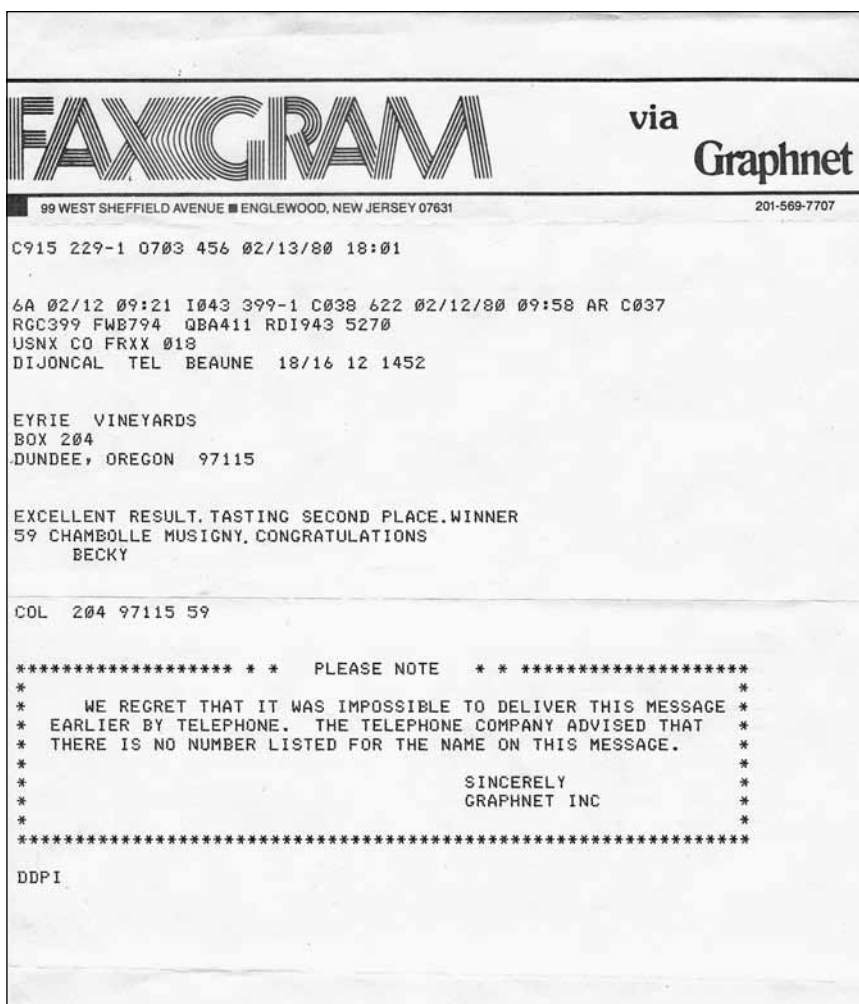 FAXGRAM
via
Graphnet
99 WEST SHEFFIELD AVENUE ■ ENGLEWOOD, NEW JERSEY 07631
201-569-7707
C915 229-1 0703 456 02/13/80 18:01
6A 02/12 09:21 I043 399-1 C038 622 02/12/80 09:58 AR C037
RGC399 FWB794 QBA411 RDI943 5270
USNX CO FRXX 018
DIJONCAL TEL BEAUNE 18/16 12 1452
EYRIE VINEYARDS
BOX 204
DUNDEE, OREGON 97115
EXCELLENT RESULT.TASTING SECOND PLACE.WINNER
59 CHAMBOLLE MUSIGNY.CONGRATULATIONS
BECKY
COL 204 97115 59
******************* * * PLEASE NOTE * * ********************
* *
* WE REGRET THAT IT WAS IMPOSSIBLE TO DELIVER THIS MESSAGE *
* EARLIER BY TELEPHONE. THE TELEPHONE COMPANY ADVISED THAT *
* THERE IS NO NUMBER LISTED FOR THE NAME ON THIS MESSAGE. *
* *
* SINCERELY *
* GRAPHNET INC *
* *
****************************************************************
DDPI